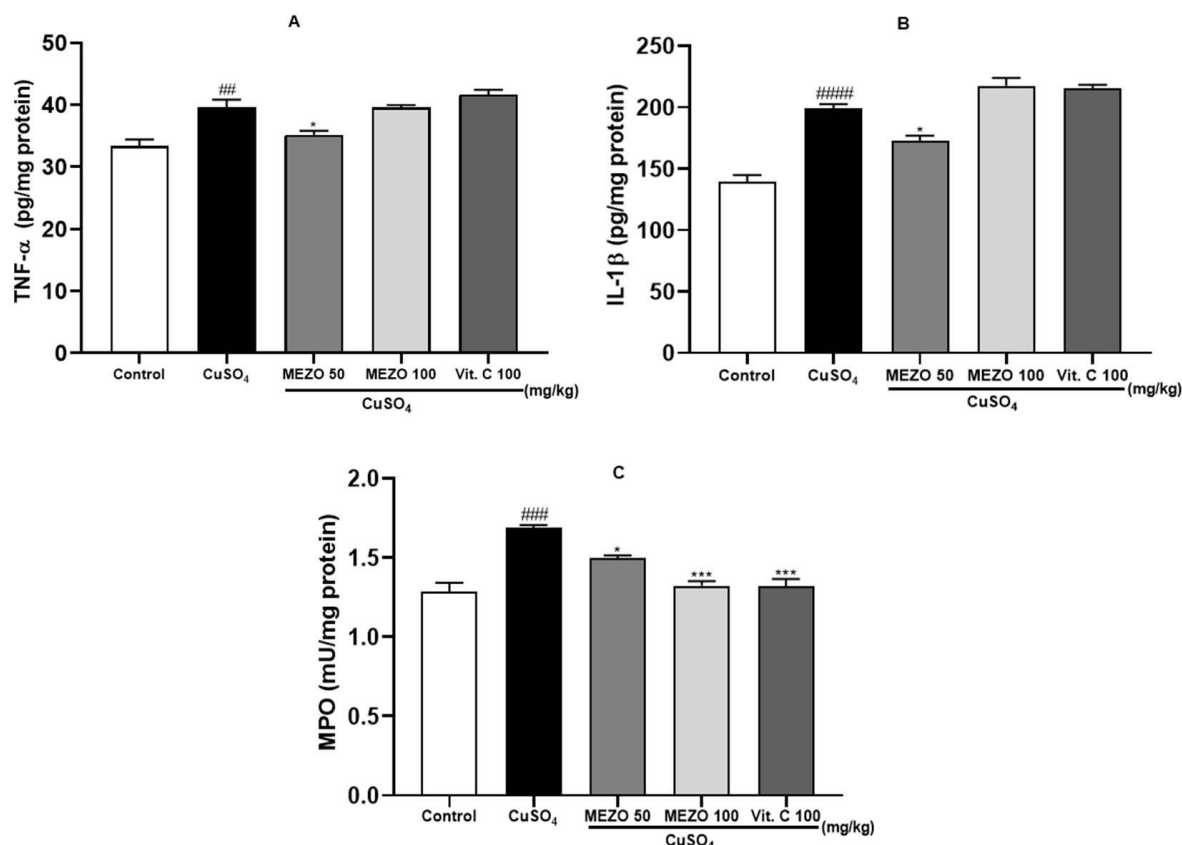 A
TNF-α (pg/mg protein)
50
40
30
20
10
0
##
*
Control
CuSO₄
MEZO 50
MEZO 100
Vit. C 100
(mg/kg)
CuSO₄
B
IL-1β (pg/mg protein)
250
200
150
100
50
0
####
*
Control
CuSO₄
MEZO 50
MEZO 100
Vit. C 100
(mg/kg)
CuSO₄
C
MPO (mU/mg protein)
2.0
1.5
1.0
0.5
0.0
###
*
***
***
Control
CuSO₄
MEZO 50
MEZO 100
Vit. C 100
(mg/kg)
CuSO₄